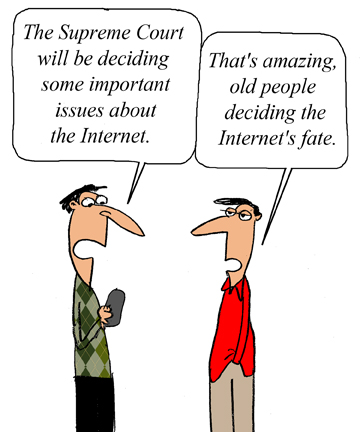 The Supreme Court
will be deciding
some important
issues about
the Internet.
That's amazing,
old people
deciding the
Internet's fate.